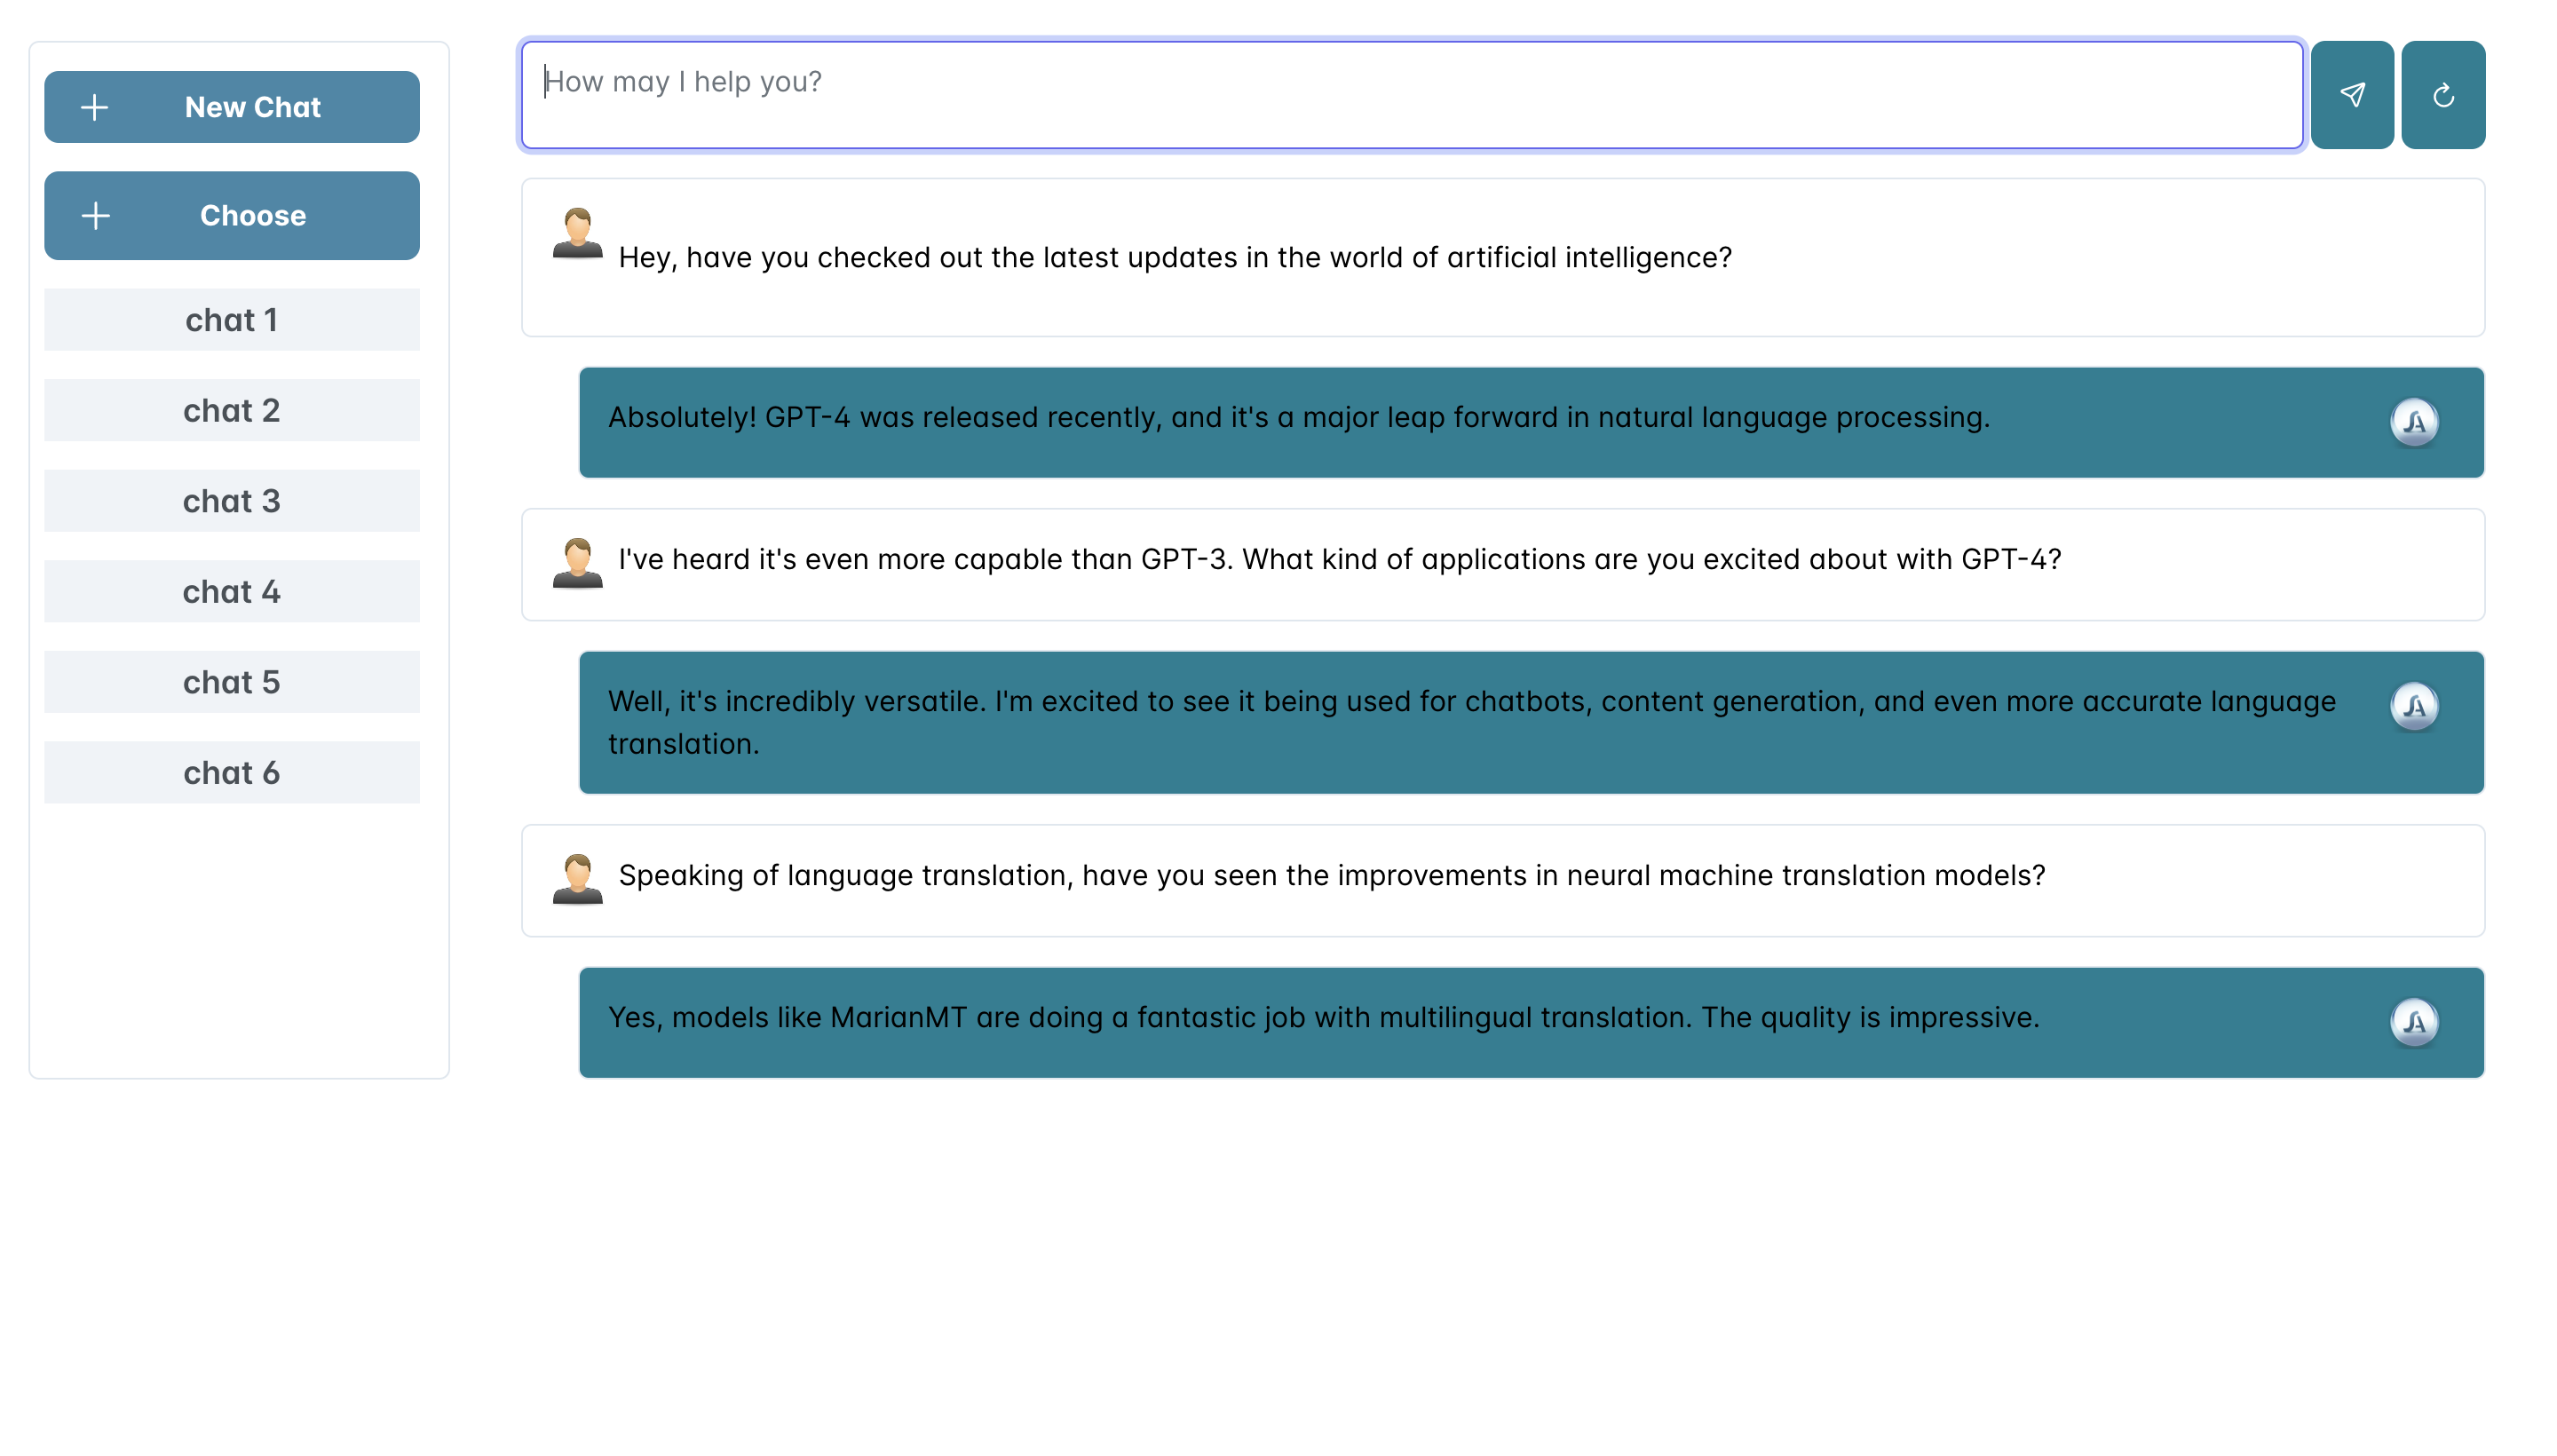 New Chat
Choose
chat 1
chat 2
chat 3
chat 4
chat 5
chat 6
How may I help you?
Hey, have you checked out the latest updates in the world of artificial intelligence?
Absolutely! GPT-4 was released recently, and it's a major leap forward in natural language processing.
I've heard it's even more capable than GPT-3. What kind of applications are you excited about with GPT-4?
Well, it's incredibly versatile. I'm excited to see it being used for chatbots, content generation, and even more accurate language
translation.
Speaking of language translation, have you seen the improvements in neural machine translation models?
Yes, models like MarianMT are doing a fantastic job with multilingual translation. The quality is impressive.